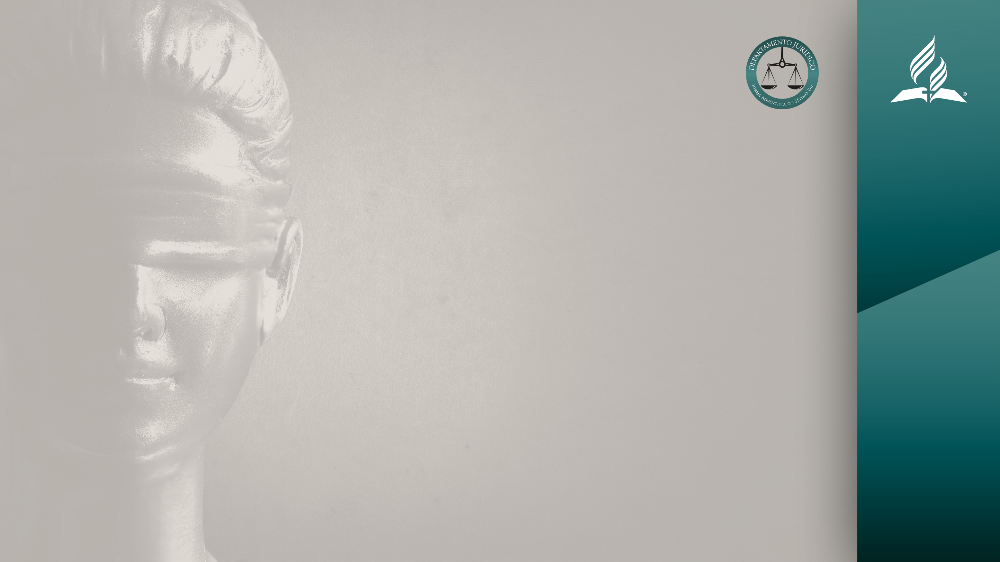 DEPARTAMENTO JURÍDICO
IGREJA ADVENTISTA DO SÉTIMO DIA
®